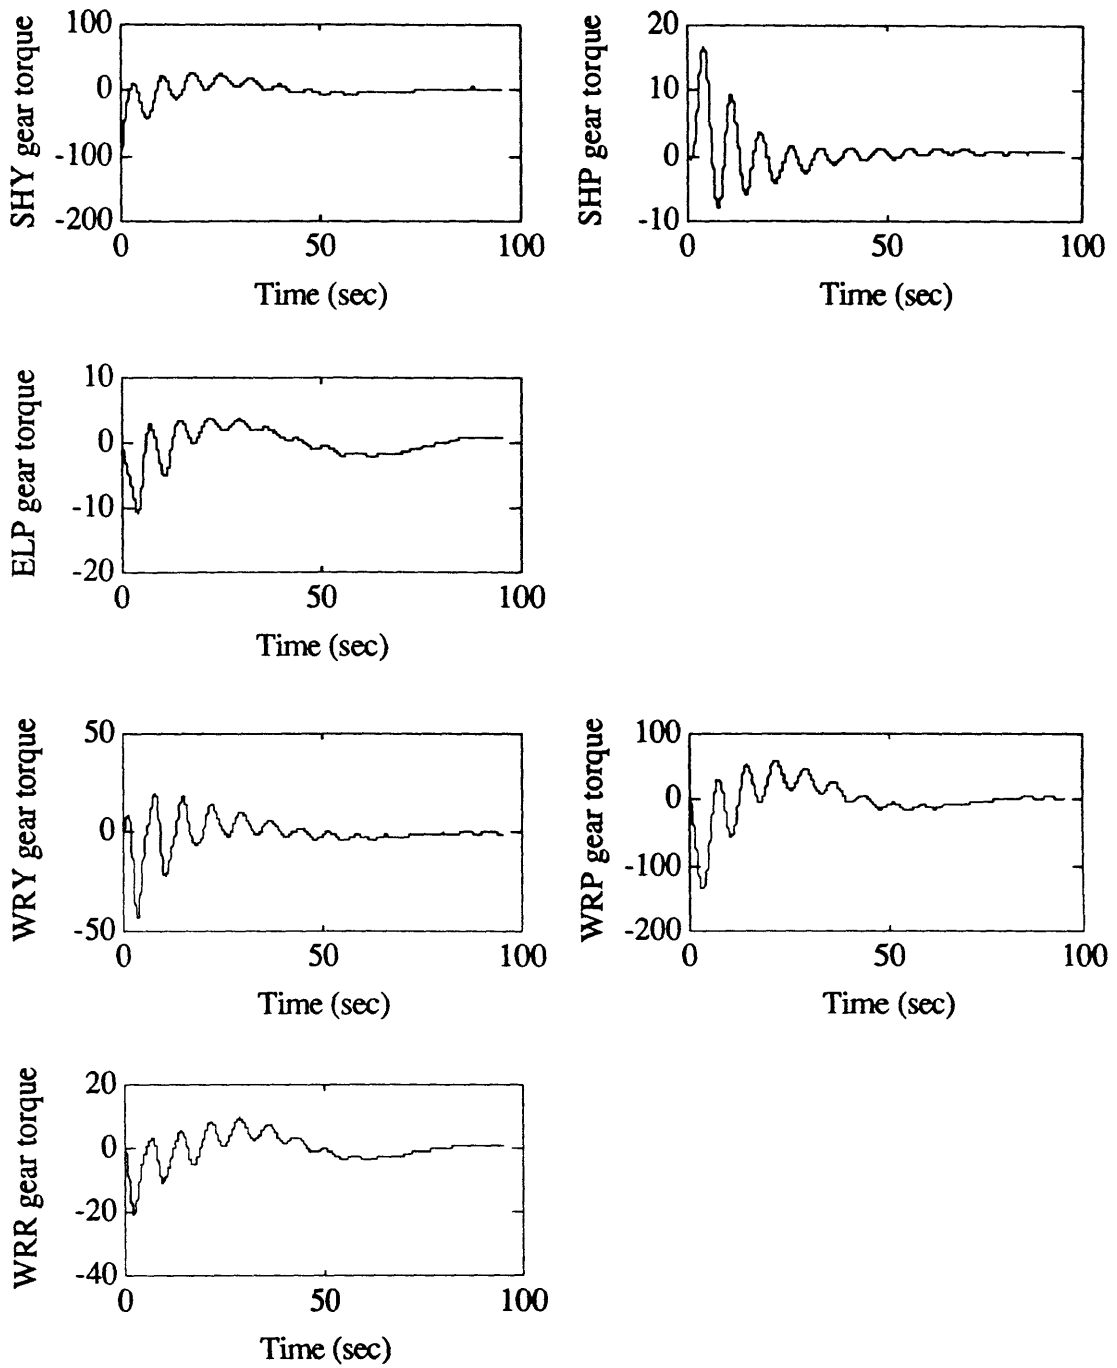 SHY gear torque
100
0
-100
-200
0 50 100
Time (sec)
SHP gear torque
20
10
0
-10
0 50 100
Time (sec)
ELP gear torque
10
0
-10
-20
0 50 100
Time (sec)
WRY gear torque
50
0
-50
0 50 100
Time (sec)
WRP gear torque
100
0
-100
-200
0 50 100
Time (sec)
WRR gear torque
20
0
-20
-40
0 50 100
Time (sec)